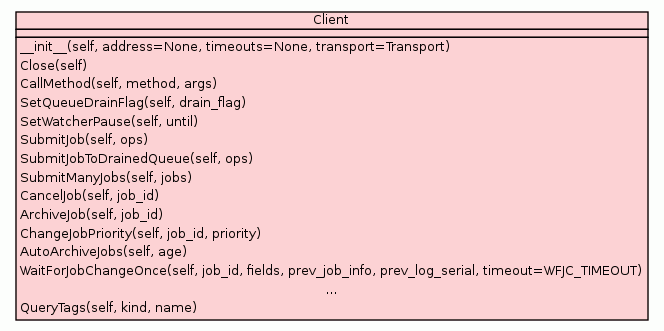 Client
__init__(self, address=None, timeouts=None, transport=Transport)
Close(self)
CallMethod(self, method, args)
SetQueueDrainFlag(self, drain_flag)
SetWatcherPause(self, until)
SubmitJob(self, ops)
SubmitJobToDrainedQueue(self, ops)
SubmitManyJobs(self, jobs)
CancelJob(self, job_id)
ArchiveJob(self, job_id)
ChangeJobPriority(self, job_id, priority)
AutoArchiveJobs(self, age)
WaitForJobChangeOnce(self, job_id, fields, prev_job_info, prev_log_serial, timeout=WFJC_TIMEOUT)
...
QueryTags(self, kind, name)